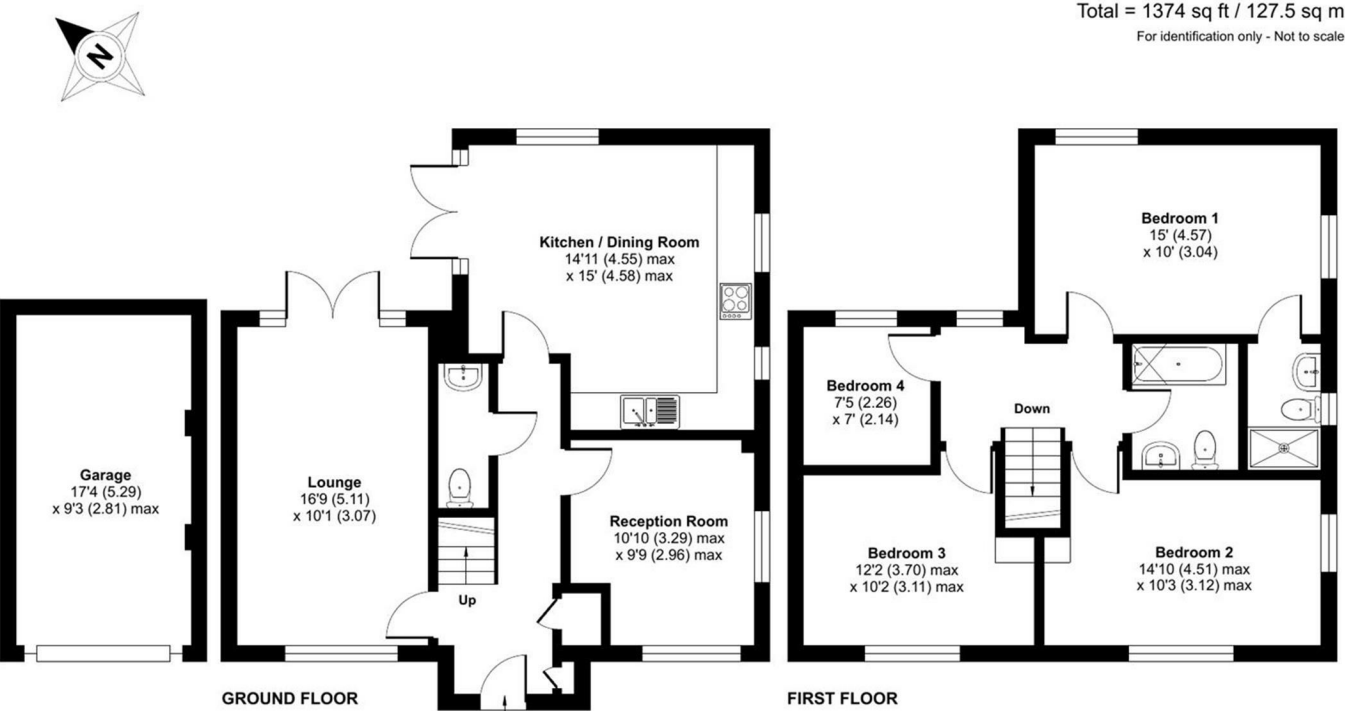 Total = 1374 sq ft / 127.5 sq m
For identification only - Not to scale
N
Kitchen / Dining Room
14'11 (4.55) max
x 15' (4.58) max
Bedroom 1
15' (4.57)
x 10' (3.04)
Bedroom 4
7'5 (2.26)
x 7' (2.14)
Down
Garage
17'4 (5.29)
x 9'3 (2.81) max
Lounge
16'9 (5.11)
x 10'1 (3.07)
Reception Room
10'10 (3.29) max
x 9'9 (2.96) max
Up
Bedroom 3
12'2 (3.70) max
x 10'2 (3.11) max
Bedroom 2
14'10 (4.51) max
x 10'3 (3.12) max
GROUND FLOOR
FIRST FLOOR